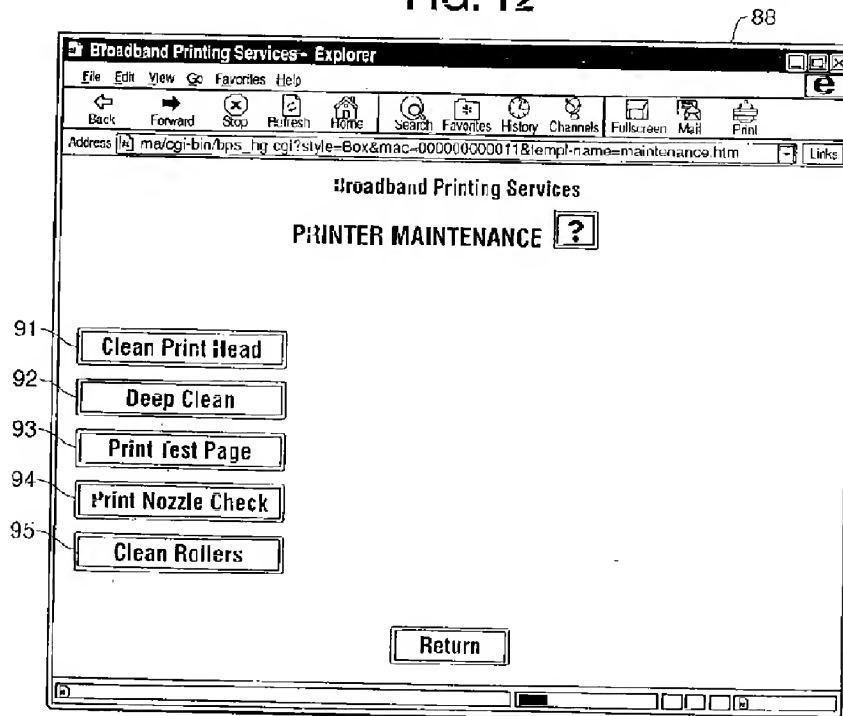 FIG. 12
88
Broadband Printing Services - Explorer
File Edit View Go Favorites Help
Back Forward Stop Refresh Home Search Favorites History Channels Fullscreen Mail Print
Address ma/cgi-bin/bps_hg cgi?style=Box&mac=000000000011&templ-name=maintenance.htm Links
Broadband Printing Services
PRINTER MAINTENANCE ?
91 Clean Print Head
92 Deep Clean
93 Print Test Page
94 Print Nozzle Check
95 Clean Rollers
Return